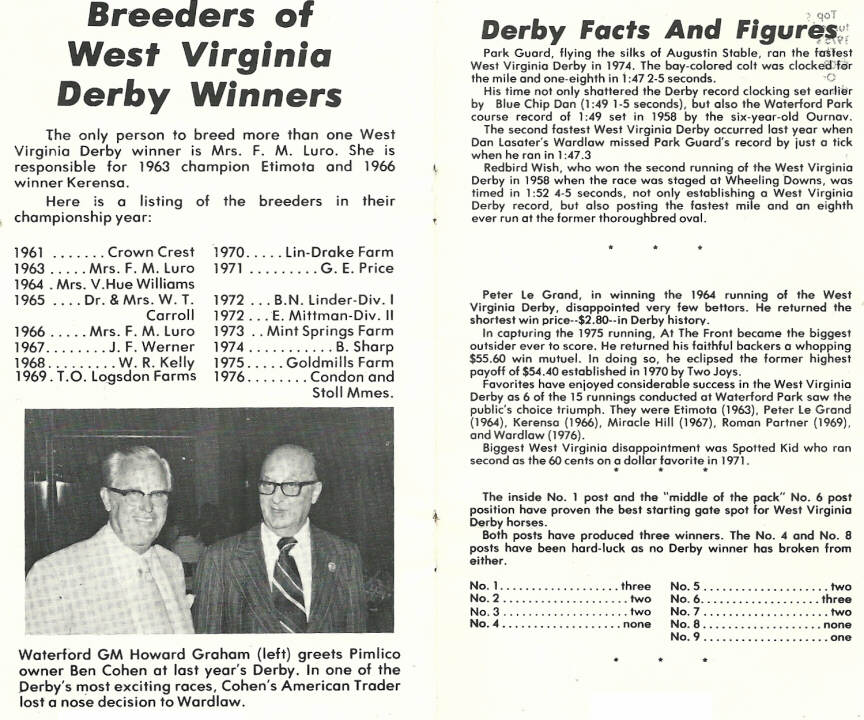 Breeders of
West Virginia
Derby Winners
The only person to breed more than one West
Virginia Derby winner is Mrs. F. M. Luro. She is
responsible for 1963 champion Etimota and 1966
winner Kerensa.
Here is a listing of the breeders in their
championship year:
1961 ....... Crown Crest
1963 ..... Mrs. F. M. Luro
1964 . Mrs. V.Hue Williams
1965 .... Dr. & Mrs. W. T.
Carroll
1966 ..... Mrs. F. M. Luro
1967........ J. F. Werner
1968......... W. R. Kelly
1969 . T.O. Logsdon Farms
1970..... Lin-Drake Farm
1971 ......... G. E. Price
1972 ... B.N. Linder-Div. I
1972 ... E. Mittman-Div. II
1973 .. Mint Springs Farm
1974 ........... B. Sharp
1975 ..... Goldmills Farm
1976 ........ Condon and
Stoll Mmes.
Waterford GM Howard Graham (left) greets Pimlico
owner Ben Cohen at last year's Derby. In one of the
Derby's most exciting races, Cohen's American Trader
lost a nose decision to Wardlaw.
Derby Facts And Figures
Park Guard, flying the silks of Augustin Stable, ran the fastest
West Virginia Derby in 1974. The bay-colored colt was clocked for
the mile and one-eighth in 1:47 2-5 seconds.
His time not only shattered the Derby record clocking set earlier
by Blue Chip Dan (1:49 1-5 seconds), but also the Waterford Park
course record of 1:49 set in 1958 by the six-year-old Ournav.
The second fastest West Virginia Derby occurred last year when
Dan Lasater's Wardlaw missed Park Guard's record by just a tick
when he ran in 1:47.3
Redbird Wish, who won the second running of the West Virginia
Derby in 1958 when the race was staged at Wheeling Downs, was
timed in 1:52 4-5 seconds, not only establishing a West Virginia
Derby record, but also posting the fastest mile and an eighth
ever run at the former thoroughbred oval.
* * *
Peter Le Grand, in winning the 1964 running of the West
Virginia Derby, disappointed very few bettors. He returned the
shortest win price--$2.80--in Derby history.
In capturing the 1975 running, At The Front became the biggest
outsider ever to score. He returned his faithful backers a whopping
$55.60 win mutuel. In doing so, he eclipsed the former highest
payoff of $54.40 established in 1970 by Two Joys.
Favorites have enjoyed considerable success in the West Virginia
Derby as 6 of the 15 runnings conducted at Waterford Park saw the
public's choice triumph. They were Etimota (1963), Peter Le Grand
(1964), Kerensa (1966), Miracle Hill (1967), Roman Partner (1969),
and Wardlaw (1976).
Biggest West Virginia disappointment was Spotted Kid who ran
second as the 60 cents on a dollar favorite in 1971.
* * *
The inside No. 1 post and the "middle of the pack" No. 6 post
position have proven the best starting gate spot for West Virginia
Derby horses.
Both posts have produced three winners. The No. 4 and No. 8
posts have been hard-luck as no Derby winner has broken from
either.
No. 1 .................. three
No. 2 ................... two
No. 3 ................... two
No. 4 .................. none
No. 5 ................... two
No. 6.................. three
No. 7 ................... two
No. 8 .................. none
No. 9 ................... one
* * *